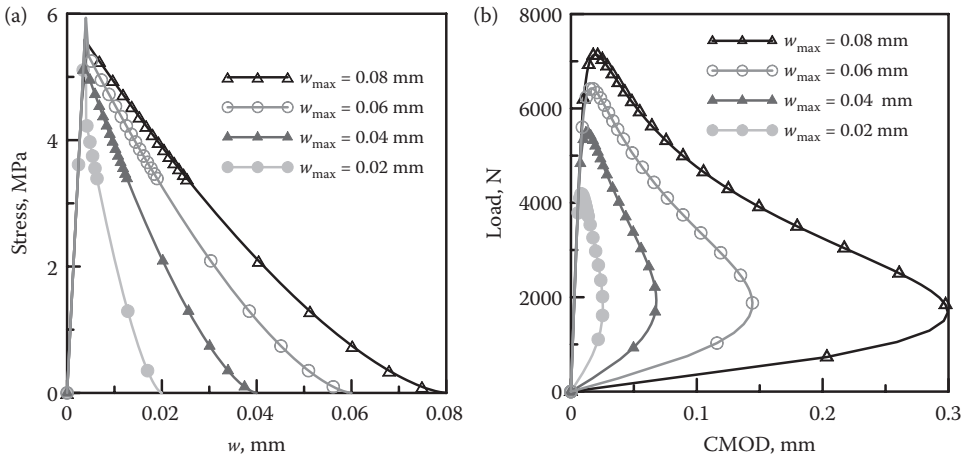 (a)
6
4
2
0
Stress, MPa
0
0.02
0.04
0.06
0.08
w, mm
w_max = 0.08 mm
w_max = 0.06 mm
w_max = 0.04 mm
w_max = 0.02 mm
(b)
8000
6000
4000
2000
0
Load, N
0
0.1
0.2
0.3
CMOD, mm
w_max = 0.08 mm
w_max = 0.06 mm
w_max = 0.04 mm
w_max = 0.02 mm